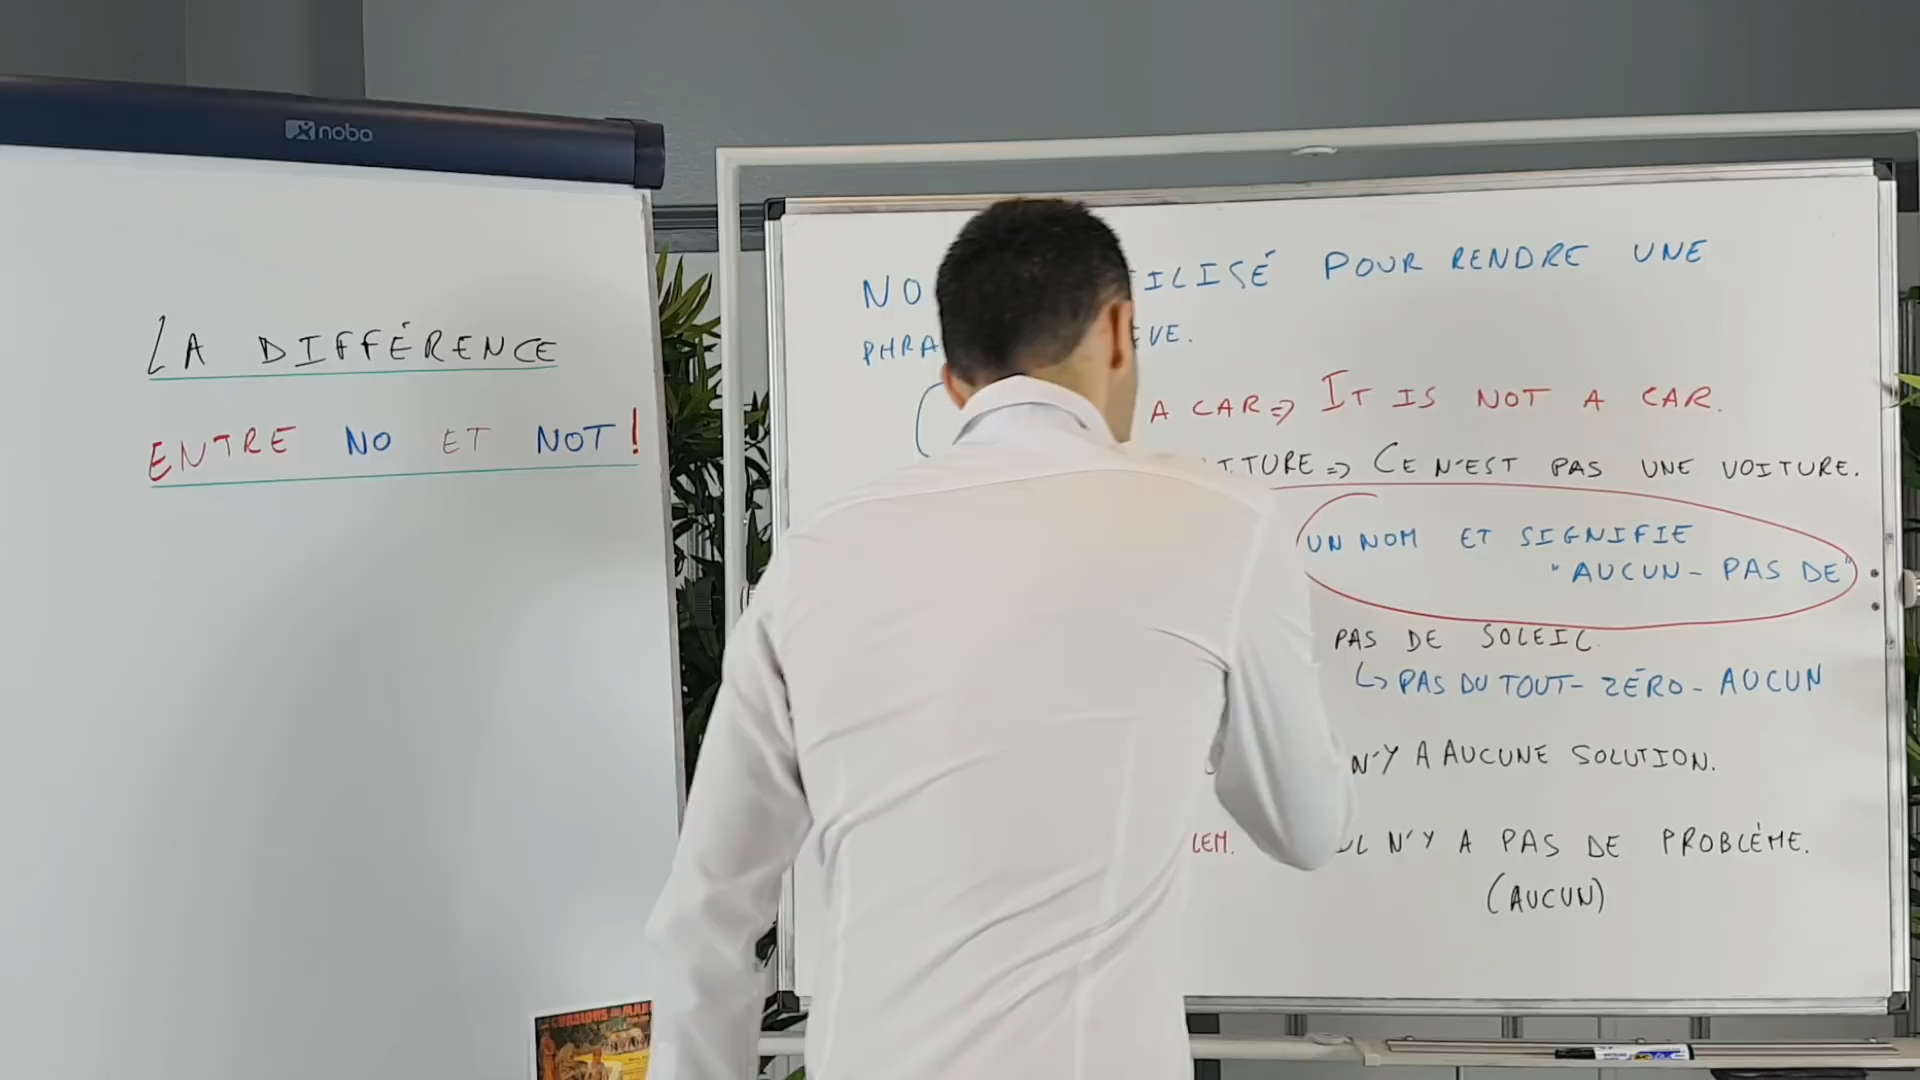 nobo
LA DIFFÉRENCE
ENTRE NO ET NOT!
NO ILISÉ POUR RENDRE UNE
PHRA VE.
A CAR => IT IS NOT A CAR.
TURE => CE N'EST PAS UNE VOITURE.
UN NOM ET SIGNIFIE
"AUCUN - PAS DE"
PAS DE SOLEIL.
↳ PAS DU TOUT - ZÉRO - AUCUN
N'Y A AUCUNE SOLUTION.
LEM. IL N'Y A PAS DE PROBLÈME.
(AUCUN)